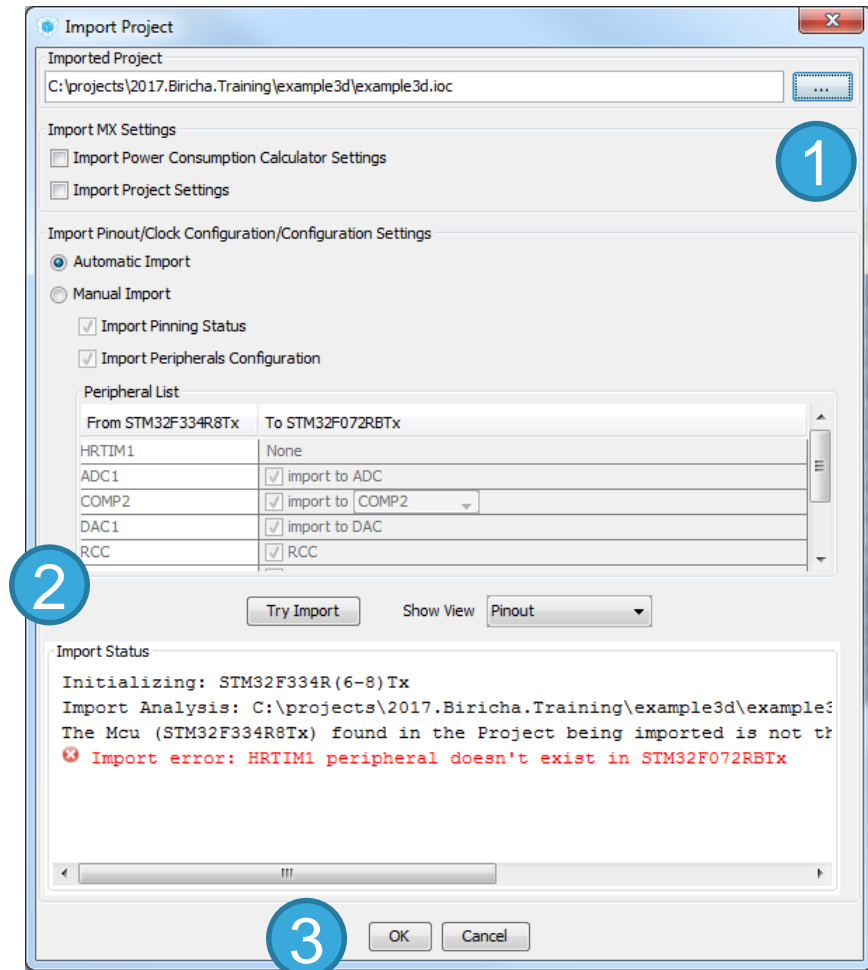 Import Project
Imported Project
C:\projects\2017.Biricha.Training\example3d\example3d.ioc
...
1
Import MX Settings
Import Power Consumption Calculator Settings
Import Project Settings
Import Pinout/Clock Configuration/Configuration Settings
Automatic Import
Manual Import
Import Pinning Status
Import Peripherals Configuration
Peripheral List
From STM32F334R8Tx To STM32F072RBTx
HRTIM1 None
ADC1 import to ADC
COMP2 import to COMP2
DAC1 import to DAC
RCC RCC
2
Try Import Show View Pinout
Import Status
Initializing: STM32F334R(6-8)Tx
Import Analysis: C:\projects\2017.Biricha.Training\example3d\example3
The Mcu (STM32F334R8Tx) found in the Project being imported is not th
Import error: HRTIM1 peripheral doesn't exist in STM32F072RBTx
3
OK Cancel